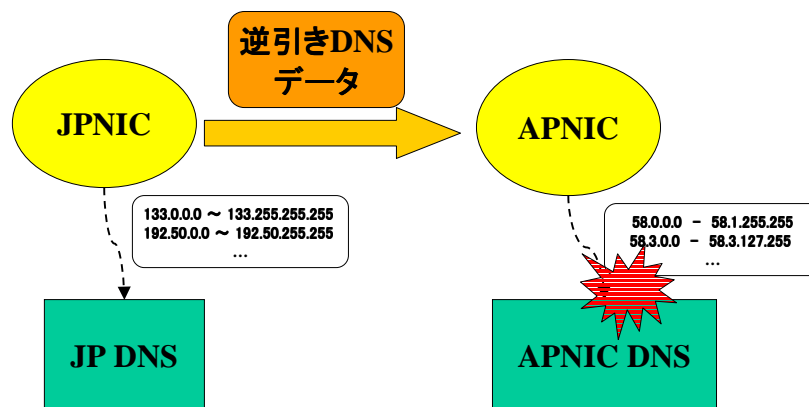 逆引きDNS
データ
JPNIC
APNIC
133.0.0.0 ～ 133.255.255.255
192.50.0.0 ～ 192.50.255.255
…
58.0.0.0 － 58.1.255.255
58.3.0.0 － 58.3.127.255
…
JP DNS
APNIC DNS